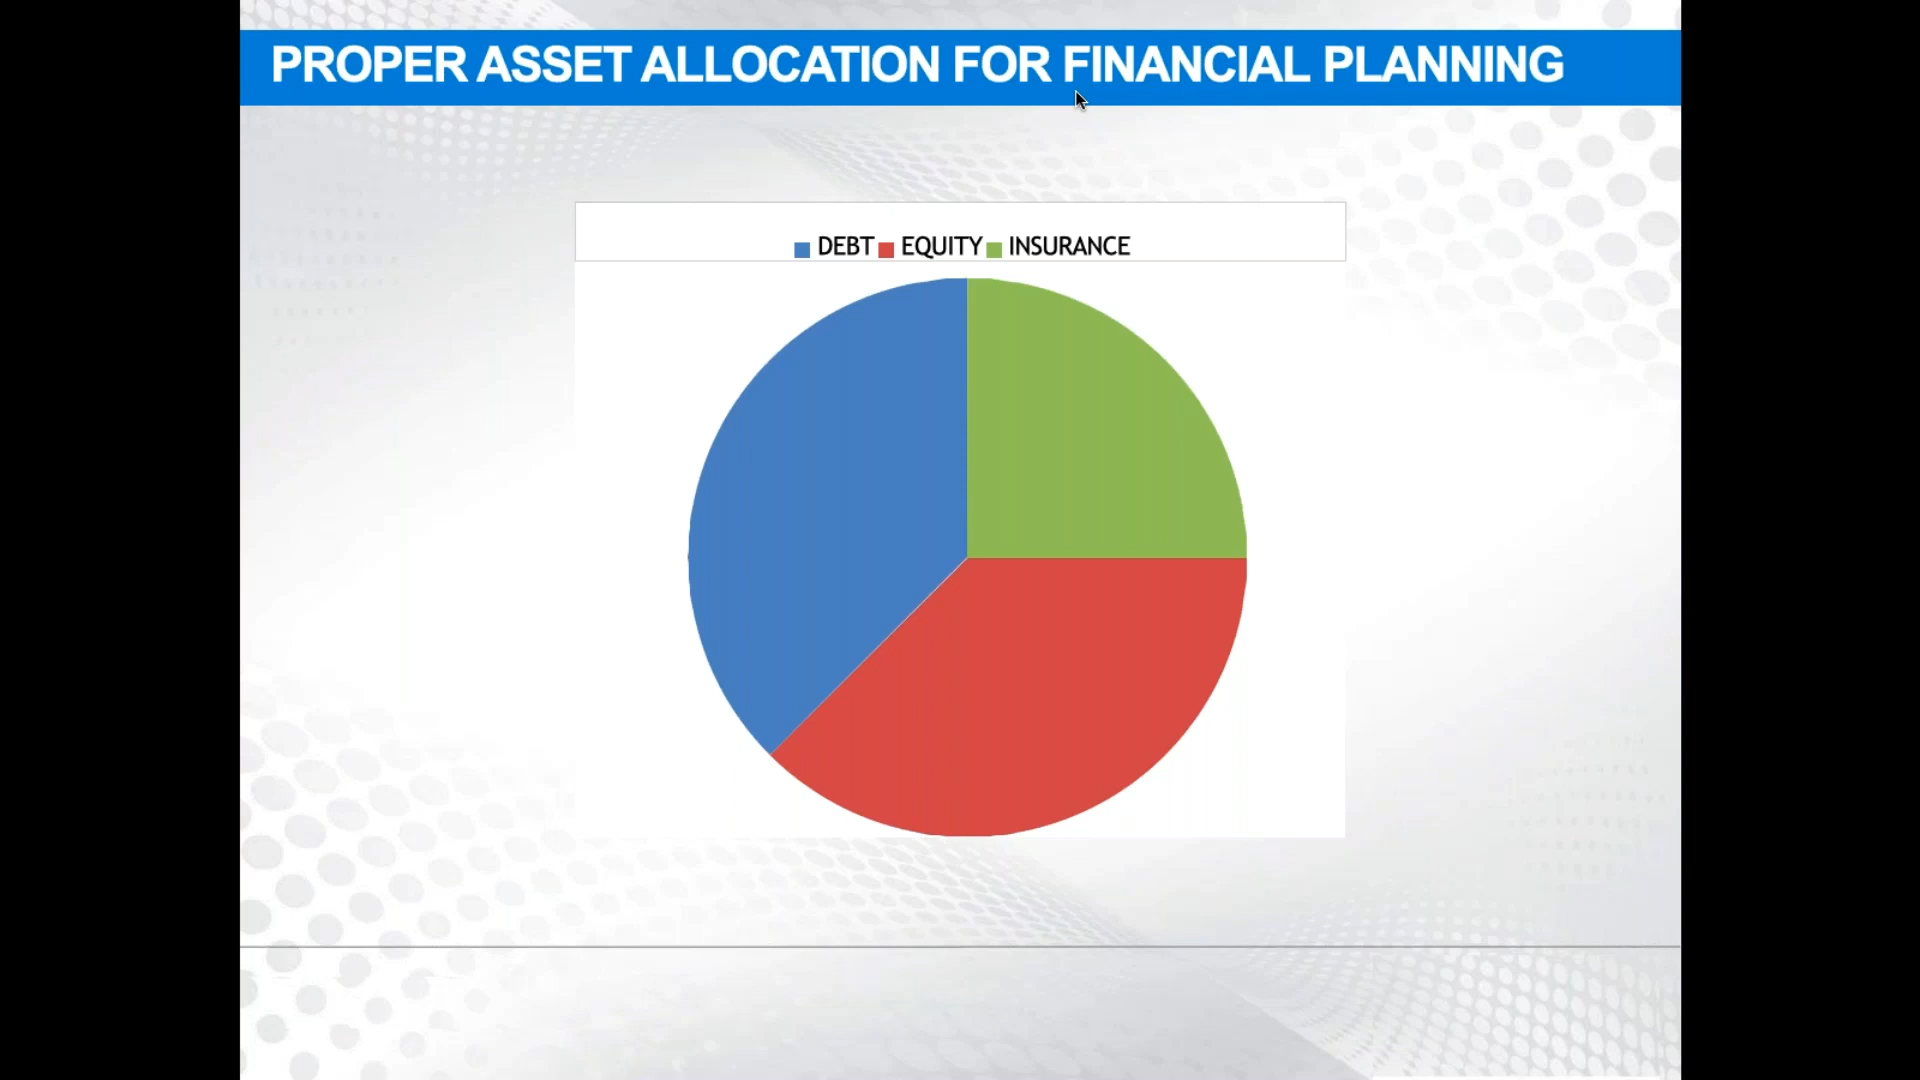 PROPER ASSET ALLOCATION FOR FINANCIAL PLANNING
DEBT EQUITY INSURANCE